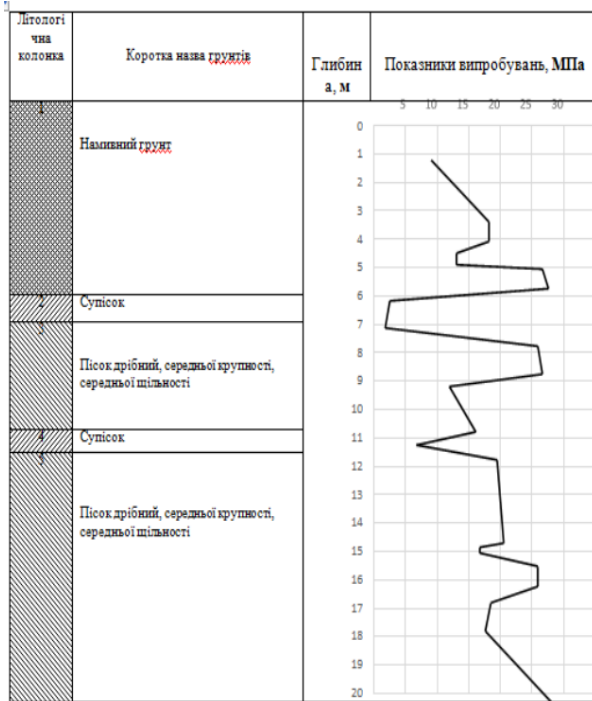 Літологі
чна
колонка
Коротка назва грунтів
Глибин
а, м
Показники випробувань, МПа
5 10 15 20 25 30
1
Намивний грунт
2
Супісок
3
Пісок дрібний, середньої крупності,
середньої щільності
4
Супісок
5
Пісок дрібний, середньої крупності,
середньої щільності
0
1
2
3
4
5
6
7
8
9
10
11
12
13
14
15
16
17
18
19
20